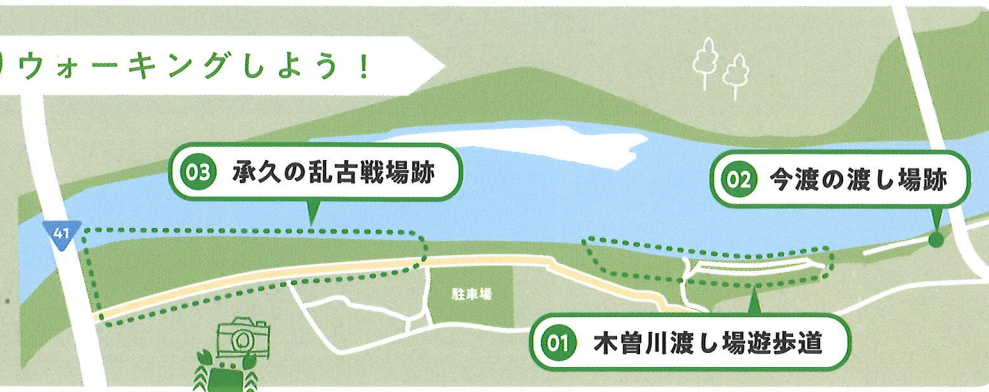 りウォーキングしよう！
03 承久の乱古戦場跡
02 今渡の渡し場跡
41
駐車場
01 木曽川渡し場遊歩道